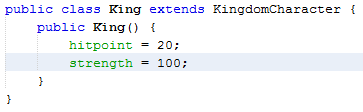 public class King extends KingdomCharacter {
    public King() {
        hitpoint = 20;
        strength = 100;
    }
}